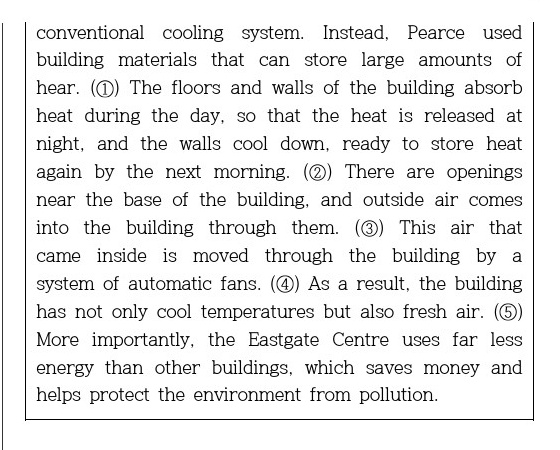 conventional cooling system. Instead, Pearce used
building materials that can store large amounts of
hear. (①) The floors and walls of the building absorb
heat during the day, so that the heat is released at
night, and the walls cool down, ready to store heat
again by the next morning. (②) There are openings
near the base of the building, and outside air comes
into the building through them. (③) This air that
came inside is moved through the building by a
system of automatic fans. (④) As a result, the building
has not only cool temperatures but also fresh air. (⑤)
More importantly, the Eastgate Centre uses far less
energy than other buildings, which saves money and
helps protect the environment from pollution.